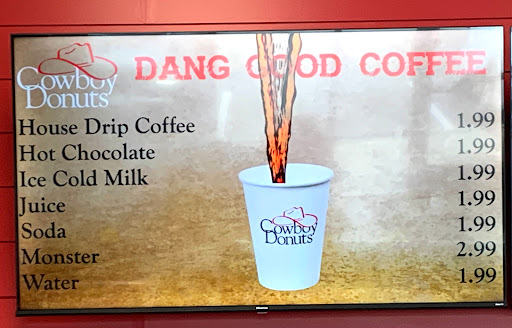 Cowboy
Donuts
DANG GOOD COFFEE
House Drip Coffee 1.99
Hot Chocolate 1.99
Ice Cold Milk 1.99
Juice 1.99
Soda 1.99
Monster 2.99
Water 1.99
Cowboy
Donuts
Hisense